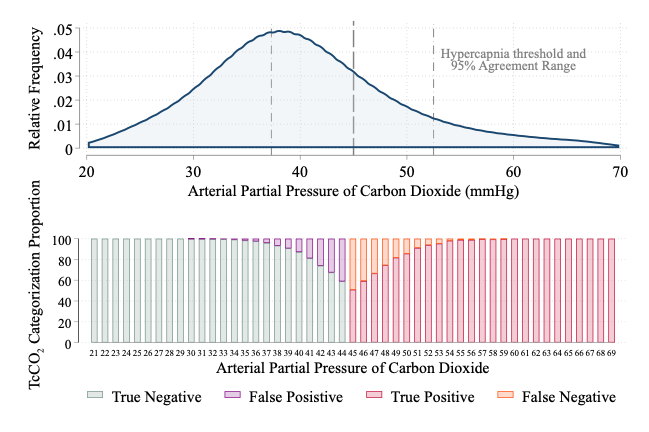 Relative Frequency
.05
.04
.03
.02
.01
0
Hypercapnia threshold and
95% Agreement Range
20 30 40 50 60 70
Arterial Partial Pressure of Carbon Dioxide (mmHg)
TcCO2 Categorization Proportion
100
80
60
40
20
0
21 22 23 24 25 26 27 28 29 30 31 32 33 34 35 36 37 38 39 40 41 42 43 44 45 46 47 48 49 50 51 52 53 54 55 56 57 58 59 60 61 62 63 64 65 66 67 68 69
Arterial Partial Pressure of Carbon Dioxide
True Negative False Posistive True Positive False Negative